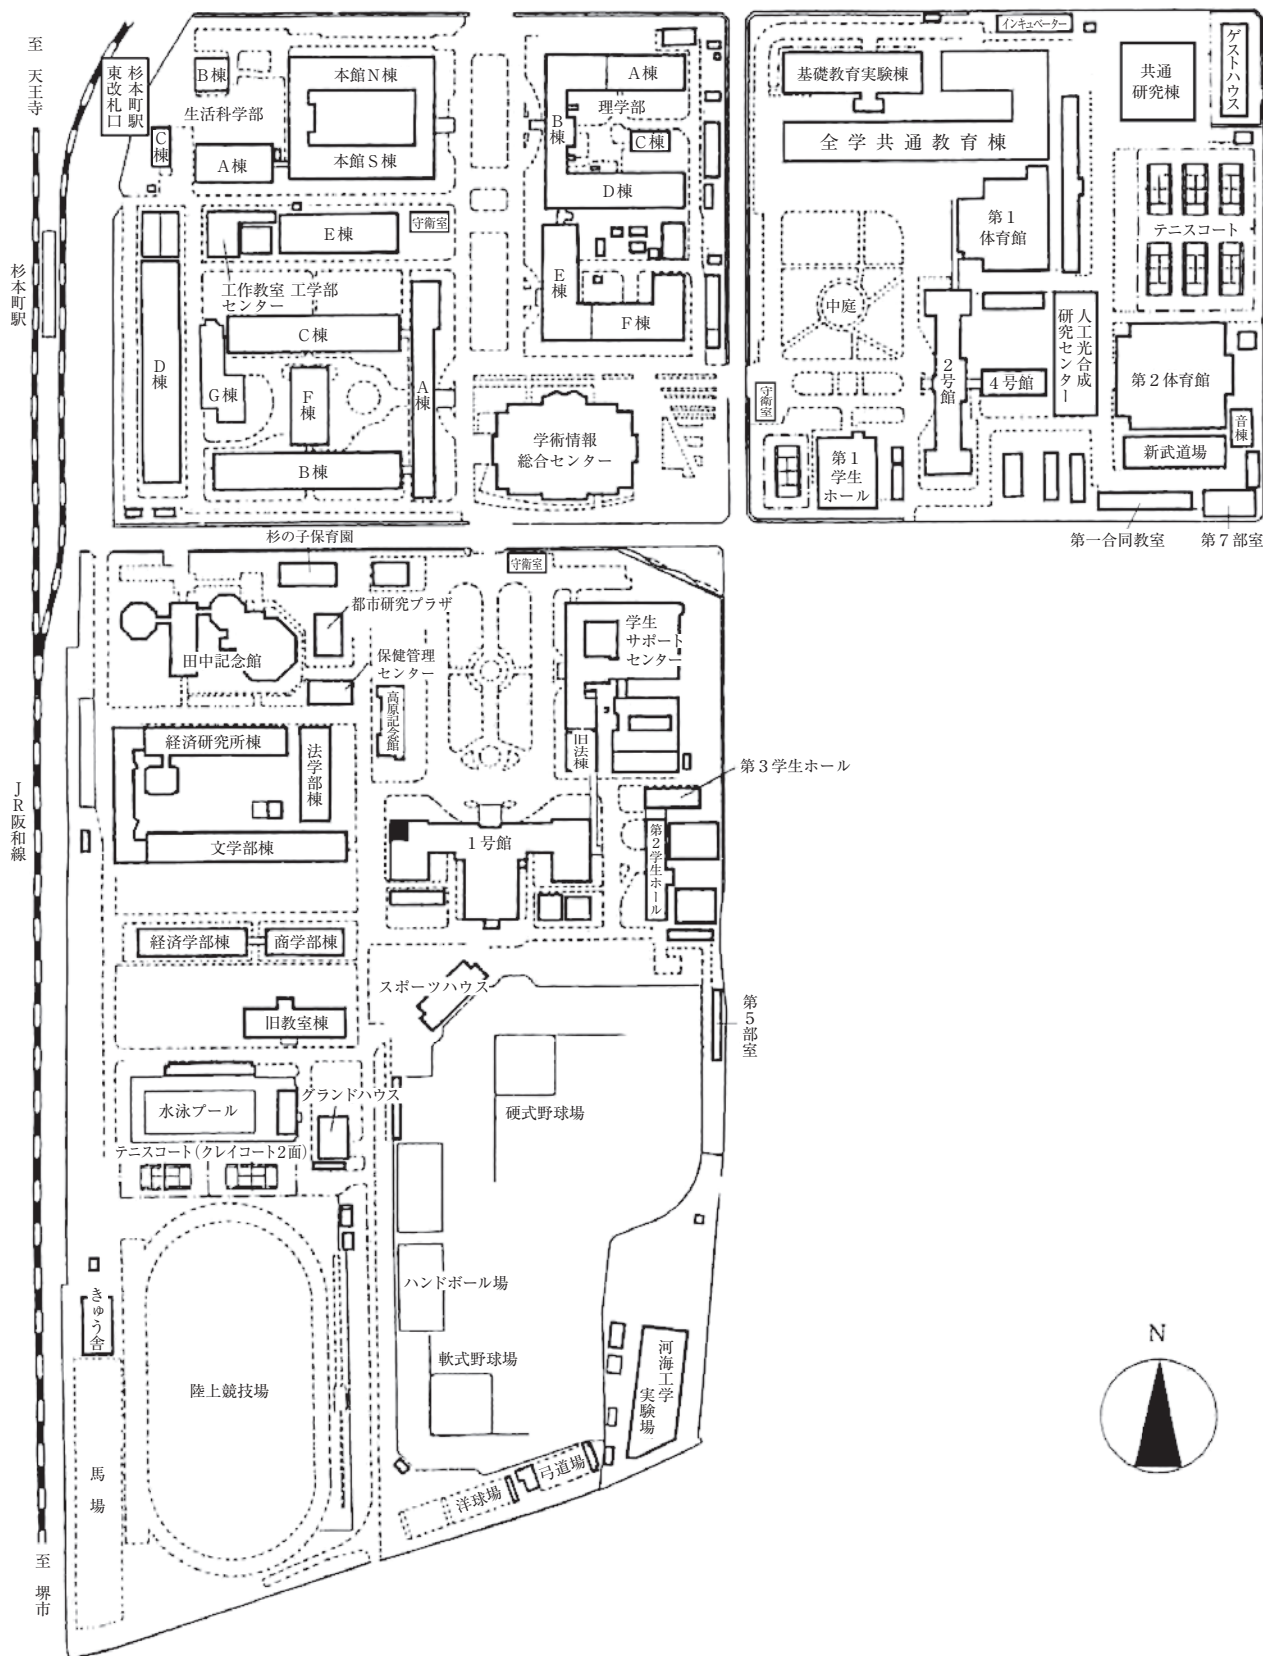 至 天王寺
杉本町駅
東改札口
杉本町駅
JR阪和線
至 堺市
B棟
生活科学部
C棟
A棟
本館N棟
本館S棟
E棟
守衛室
工作教室
センター
工学部
C棟
D棟
G棟
F棟
A棟
B棟
A棟
理学部
B棟
C棟
D棟
E棟
F棟
学術情報
総合センター
インキュベーター
基礎教育実験棟
全学共通教育棟
共通
研究棟
ゲストハウス
第1
体育館
テニスコート
中庭
2号館
4号館
人工光合成
研究センター
第2体育館
守衛室
第1
学生
ホール
音棟
新武道場
第一合同教室
第7部室
杉の子保育園
守衛室
都市研究プラザ
田中記念館
保健管理
センター
高原記念館
学生
サポート
センター
旧法棟
経済研究所棟
法学部棟
文学部棟
1号館
第3学生ホール
第2学生ホール
経済学部棟
商学部棟
スポーツハウス
旧教室棟
第5部室
グランドハウス
水泳プール
硬式野球場
テニスコート(クレイコート2面)
ハンドボール場
きゅう舎
軟式野球場
陸上競技場
河海工学
実験場
馬場
弓道場
洋球場
N